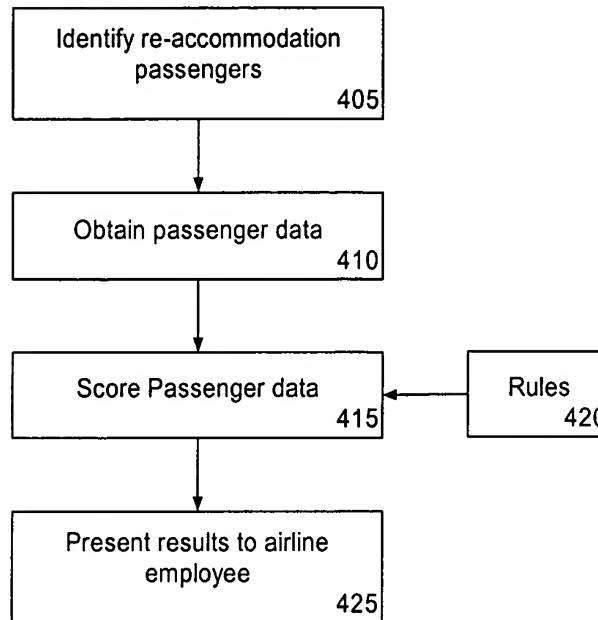 Identify re-accommodation
passengers
405
Obtain passenger data
410
Score Passenger data
415
Rules
420
Present results to airline
employee
425